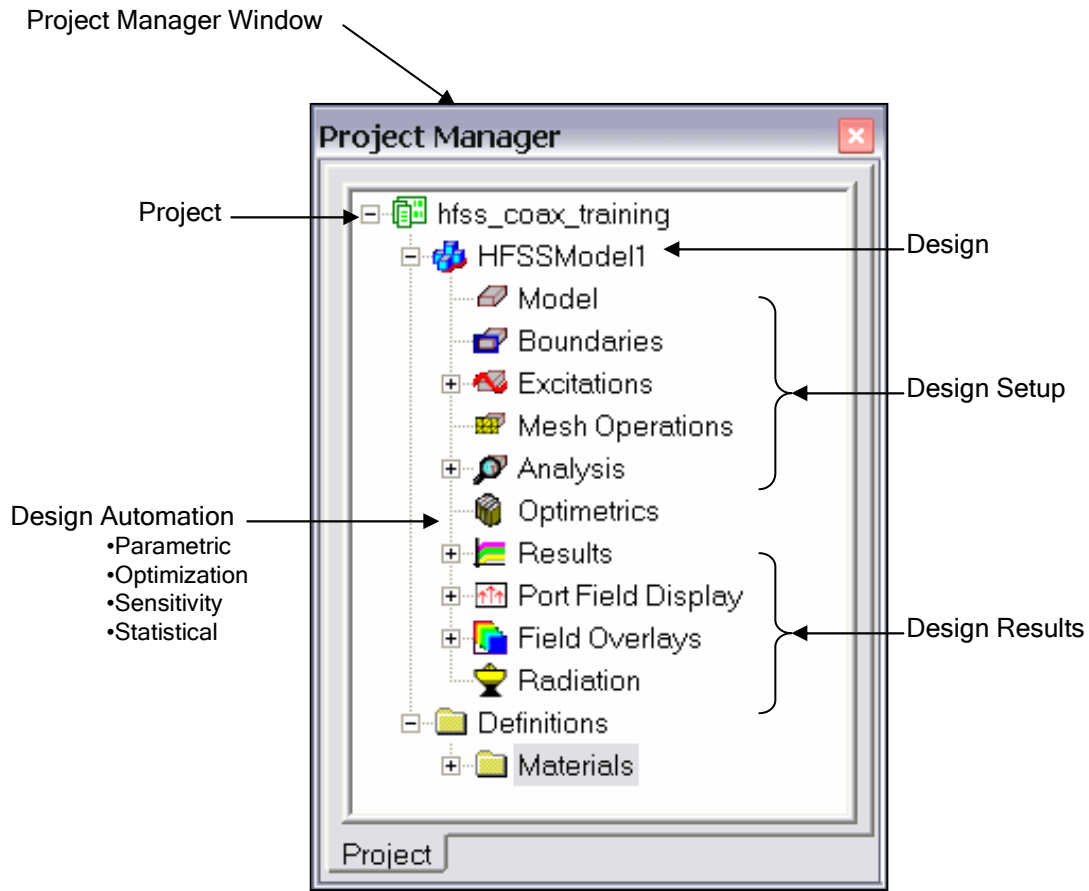 Project Manager Window
Project Manager
Project
hfss_coax_training
HFSSModel1
Design
Model
Boundaries
Excitations
Design Setup
Mesh Operations
Analysis
Design Automation
•Parametric
•Optimization
•Sensitivity
•Statistical
Optimetrics
Results
Port Field Display
Field Overlays
Design Results
Radiation
Definitions
Materials
Project